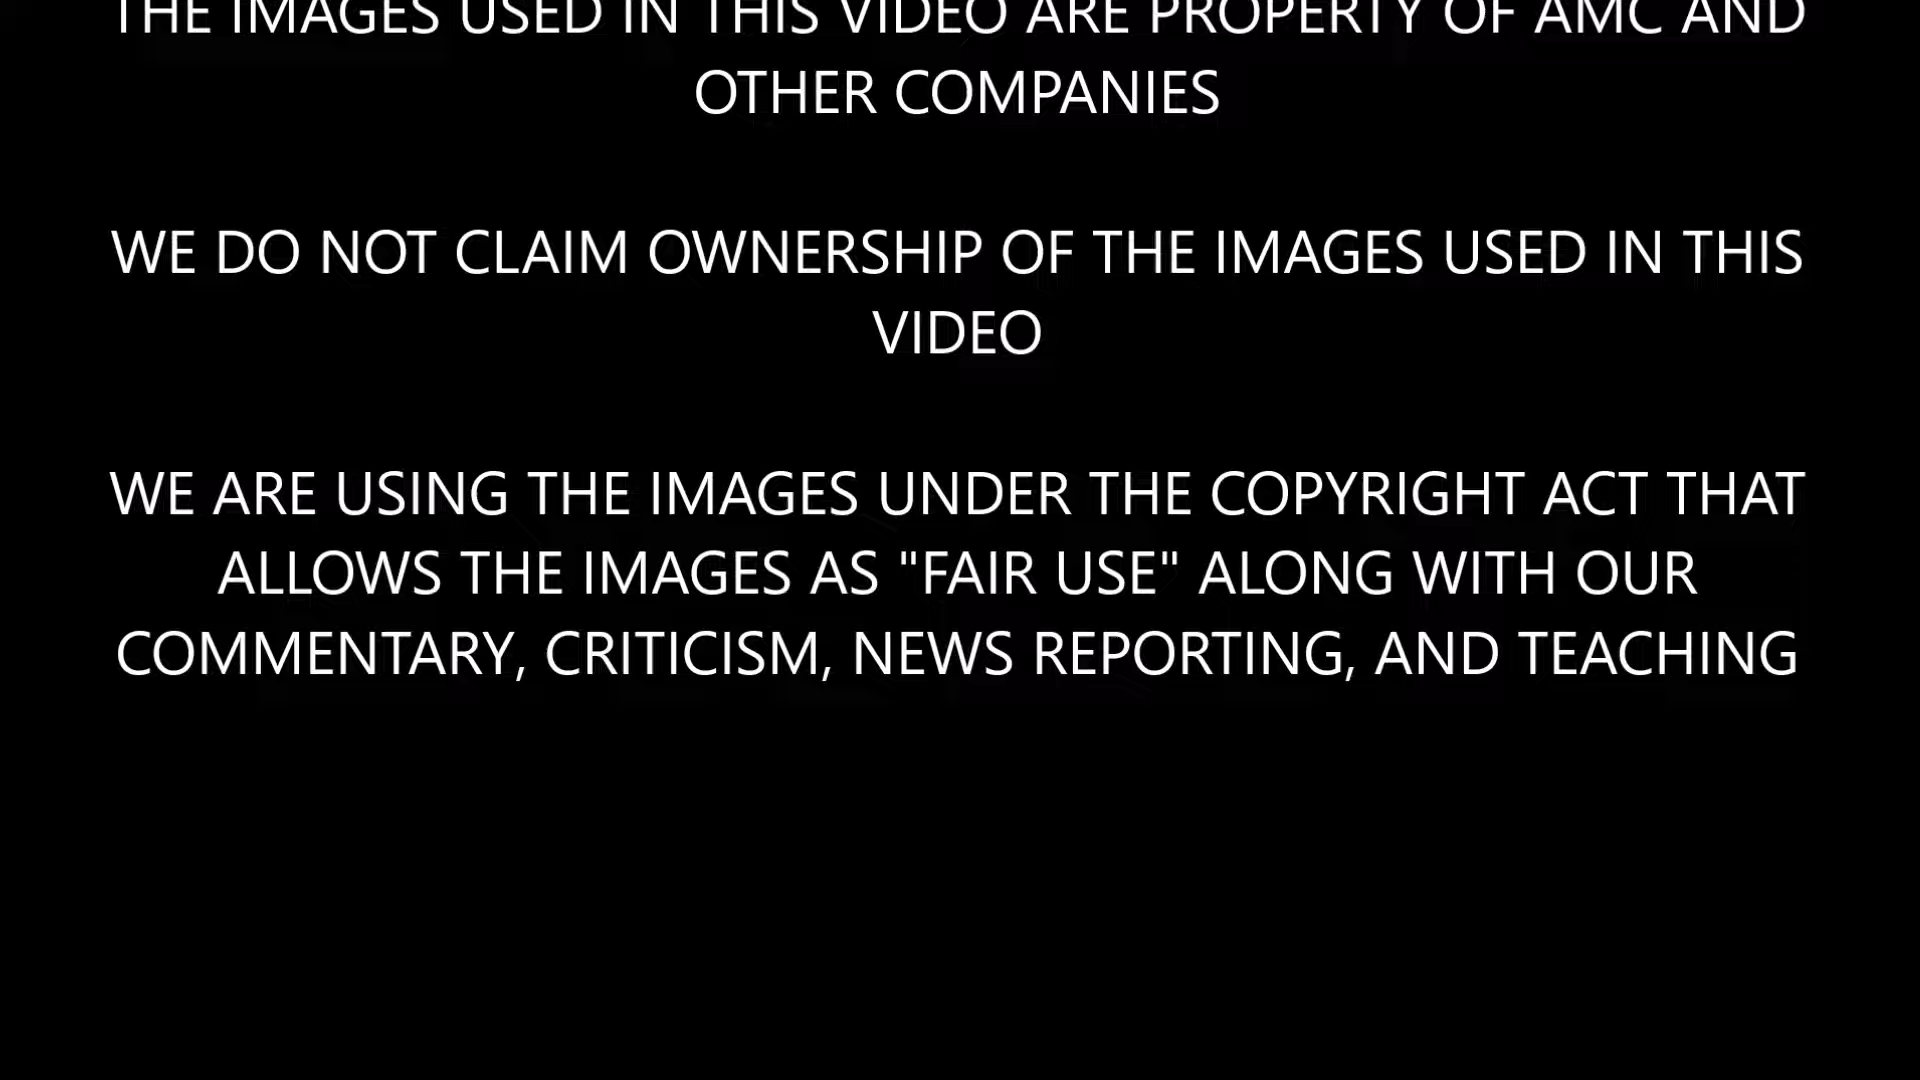 THE IMAGES USED IN THIS VIDEO ARE PROPERTY OF AMC AND
OTHER COMPANIES
WE DO NOT CLAIM OWNERSHIP OF THE IMAGES USED IN THIS
VIDEO
WE ARE USING THE IMAGES UNDER THE COPYRIGHT ACT THAT
ALLOWS THE IMAGES AS "FAIR USE" ALONG WITH OUR
COMMENTARY, CRITICISM, NEWS REPORTING, AND TEACHING